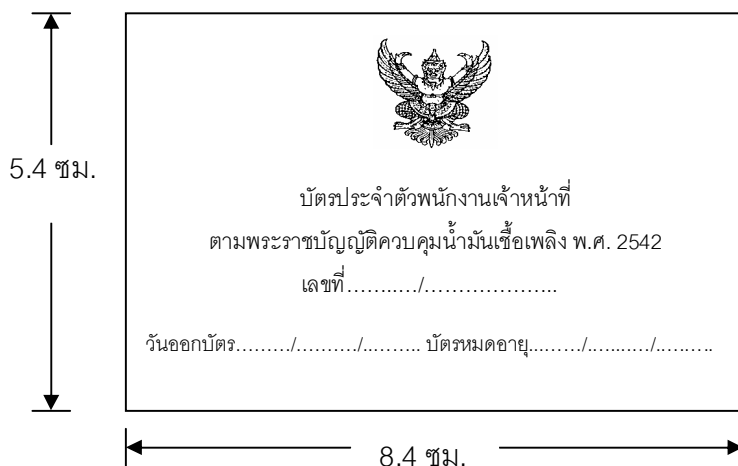 5.4 ซม.
บัตรประจำตัวพนักงานเจ้าหน้าที่
ตามพระราชบัญญัติควบคุมน้ำมันเชื้อเพลิง พ.ศ. 2542
เลขที่........…/………………..
วันออกบัตร………/………./……….. บัตรหมดอายุ………./………../……….
8.4 ซม.